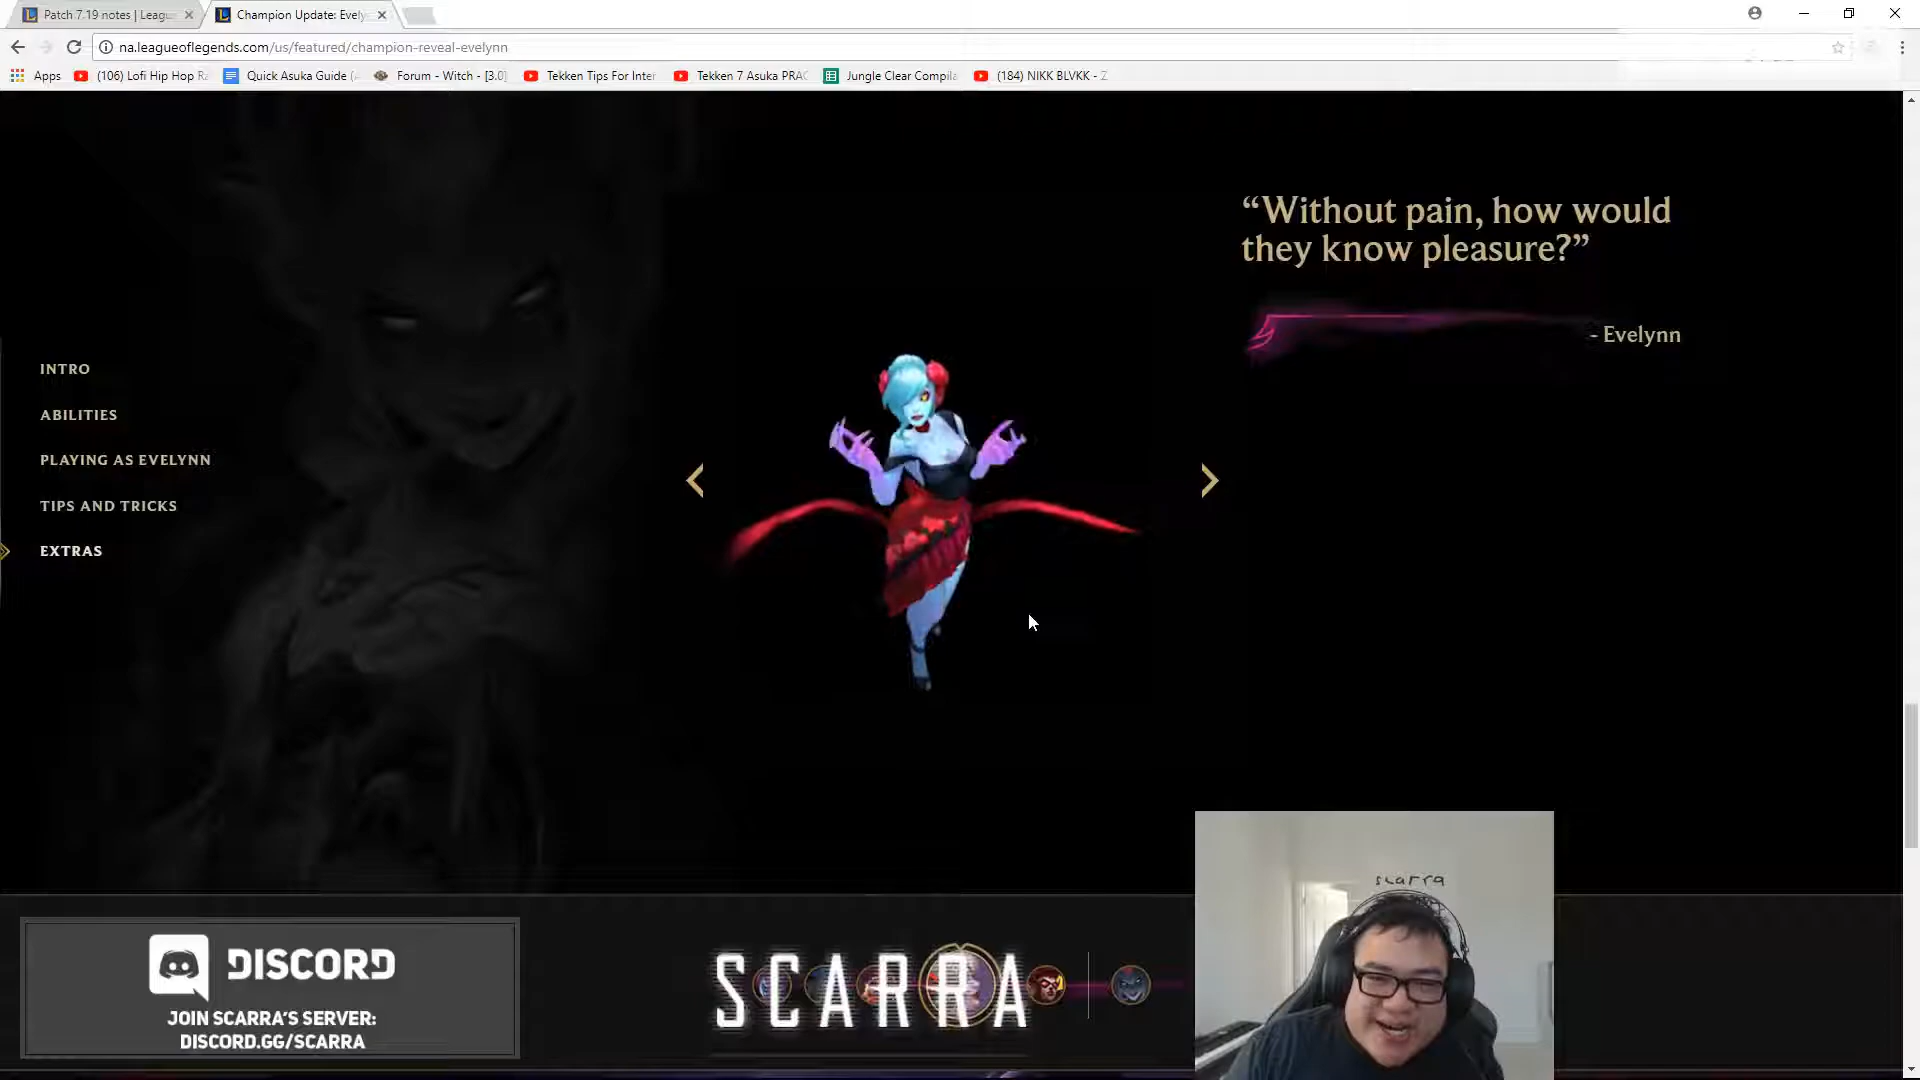 Patch 7.19 notes | Leagu
Champion Update: Evely
na.leagueoflegends.com/us/featured/champion-reveal-evelynn
Apps
(106) Lofi Hip Hop Ra
Quick Asuka Guide (
Forum - Witch - [3.0]
Tekken Tips For Inter
Tekken 7 Asuka PRAC
Jungle Clear Compila
(184) NIKK BLVKK - Z
“Without pain, how would
they know pleasure?”
- Evelynn
INTRO
ABILITIES
PLAYING AS EVELYNN
TIPS AND TRICKS
EXTRAS
scarra
DISCORD
JOIN SCARRA'S SERVER:
DISCORD.GG/SCARRA
SCARRA